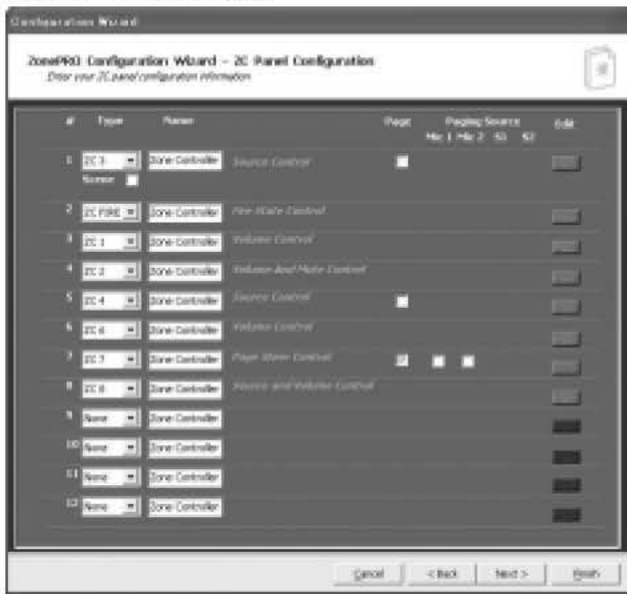 Configuration Wizard
ZonePRO Configuration Wizard - ZC Panel Configuration
Enter your ZC panel configuration information
# Type Name Page Paging Source Edit
Mic 1 Mic 2 S1 S2
1 ZC 3 Zone Controller Source Control
Scene
2 ZC FIRE Zone Controller Fire State Control
3 ZC 1 Zone Controller Volume Control
4 ZC 2 Zone Controller Volume And Mute Control
5 ZC 4 Zone Controller Source Control
6 ZC 6 Zone Controller Volume Control
7 ZC 7 Zone Controller Page Steer Control
8 ZC 8 Zone Controller Source and Volume Control
9 None Zone Controller
10 None Zone Controller
11 None Zone Controller
12 None Zone Controller
Cancel < Back Next > Finish